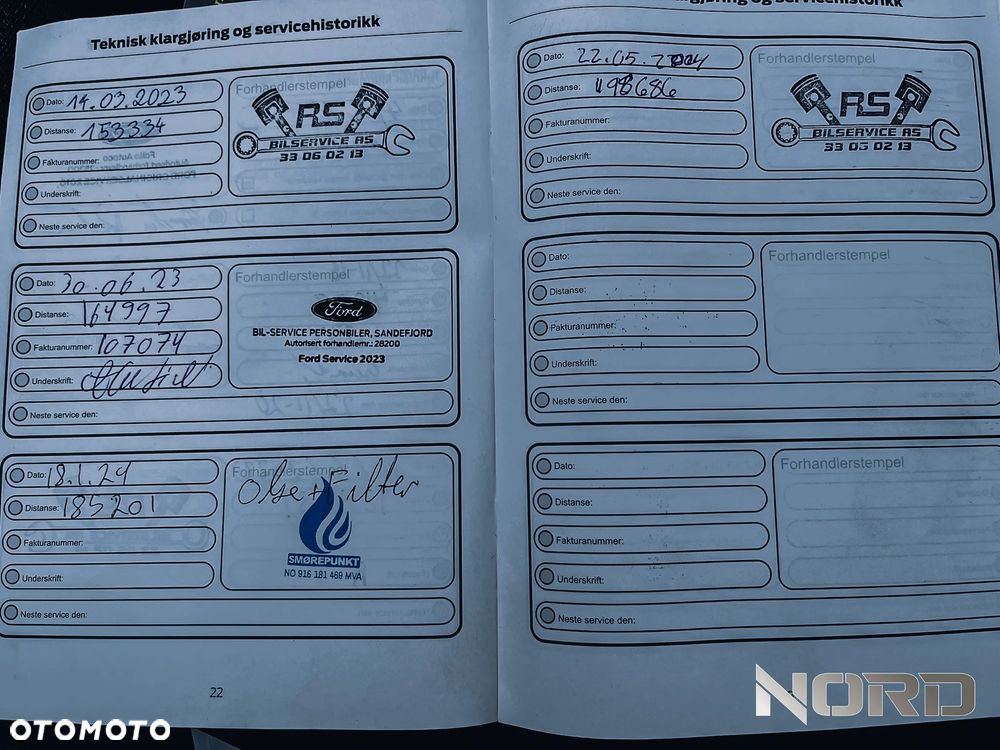 Teknisk klargjøring og servicehistorikk
Dato: 14.03.2023
Distanse: 153334
Fakturanummer:
Underskrift:
Neste service den:
Forhandlerstempel
RS
BILSERVICE AS
33 06 02 13
Dato: 30.06.23
Distanse: 164997
Fakturanummer: 107074
Underskrift:
Neste service den:
Forhandlerstempel
Ford
BIL-SERVICE PERSONBILER, SANDEFJORD
Autorisert forhandlernr.: 28200
Ford Service 2023
Dato: 18.1.24
Distanse: 185201
Fakturanummer:
Underskrift:
Neste service den:
Forhandlerstempel
Olje + Filter
SMØREPUNKT
NO 916 181 469 MVA
22
og servicehistorikk
Dato: 22.05.
Distanse: 198686
Fakturanummer:
Underskrift:
Neste service den:
Forhandlerstempel
RS
BILSERVICE AS
33 06 02 13
Dato:
Distanse:
Fakturanummer:
Underskrift:
Neste service den:
Forhandlerstempel
Dato:
Distanse:
Fakturanummer:
Underskrift:
Neste service den:
Forhandlerstempel
NORD
OTOMOTO